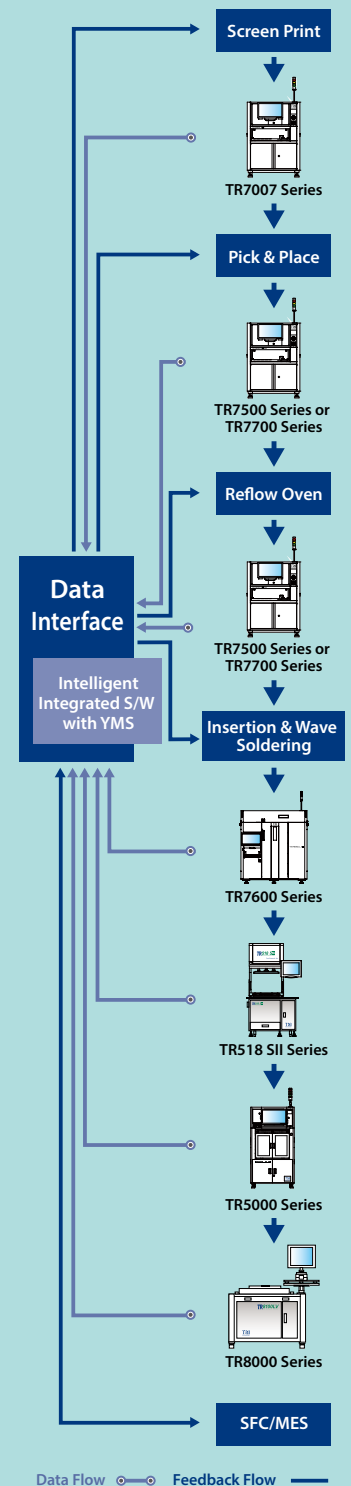 Screen Print
TR7007 Series
Pick & Place
TR7500 Series or
TR7700 Series
Reflow Oven
Data
Interface
Intelligent
Integrated S/W
with YMS
TR7500 Series or
TR7700 Series
Insertion & Wave
Soldering
TR7600 Series
TR518 SII Series
TR5000 Series
TR8000 Series
SFC/MES
Data Flow
Feedback Flow